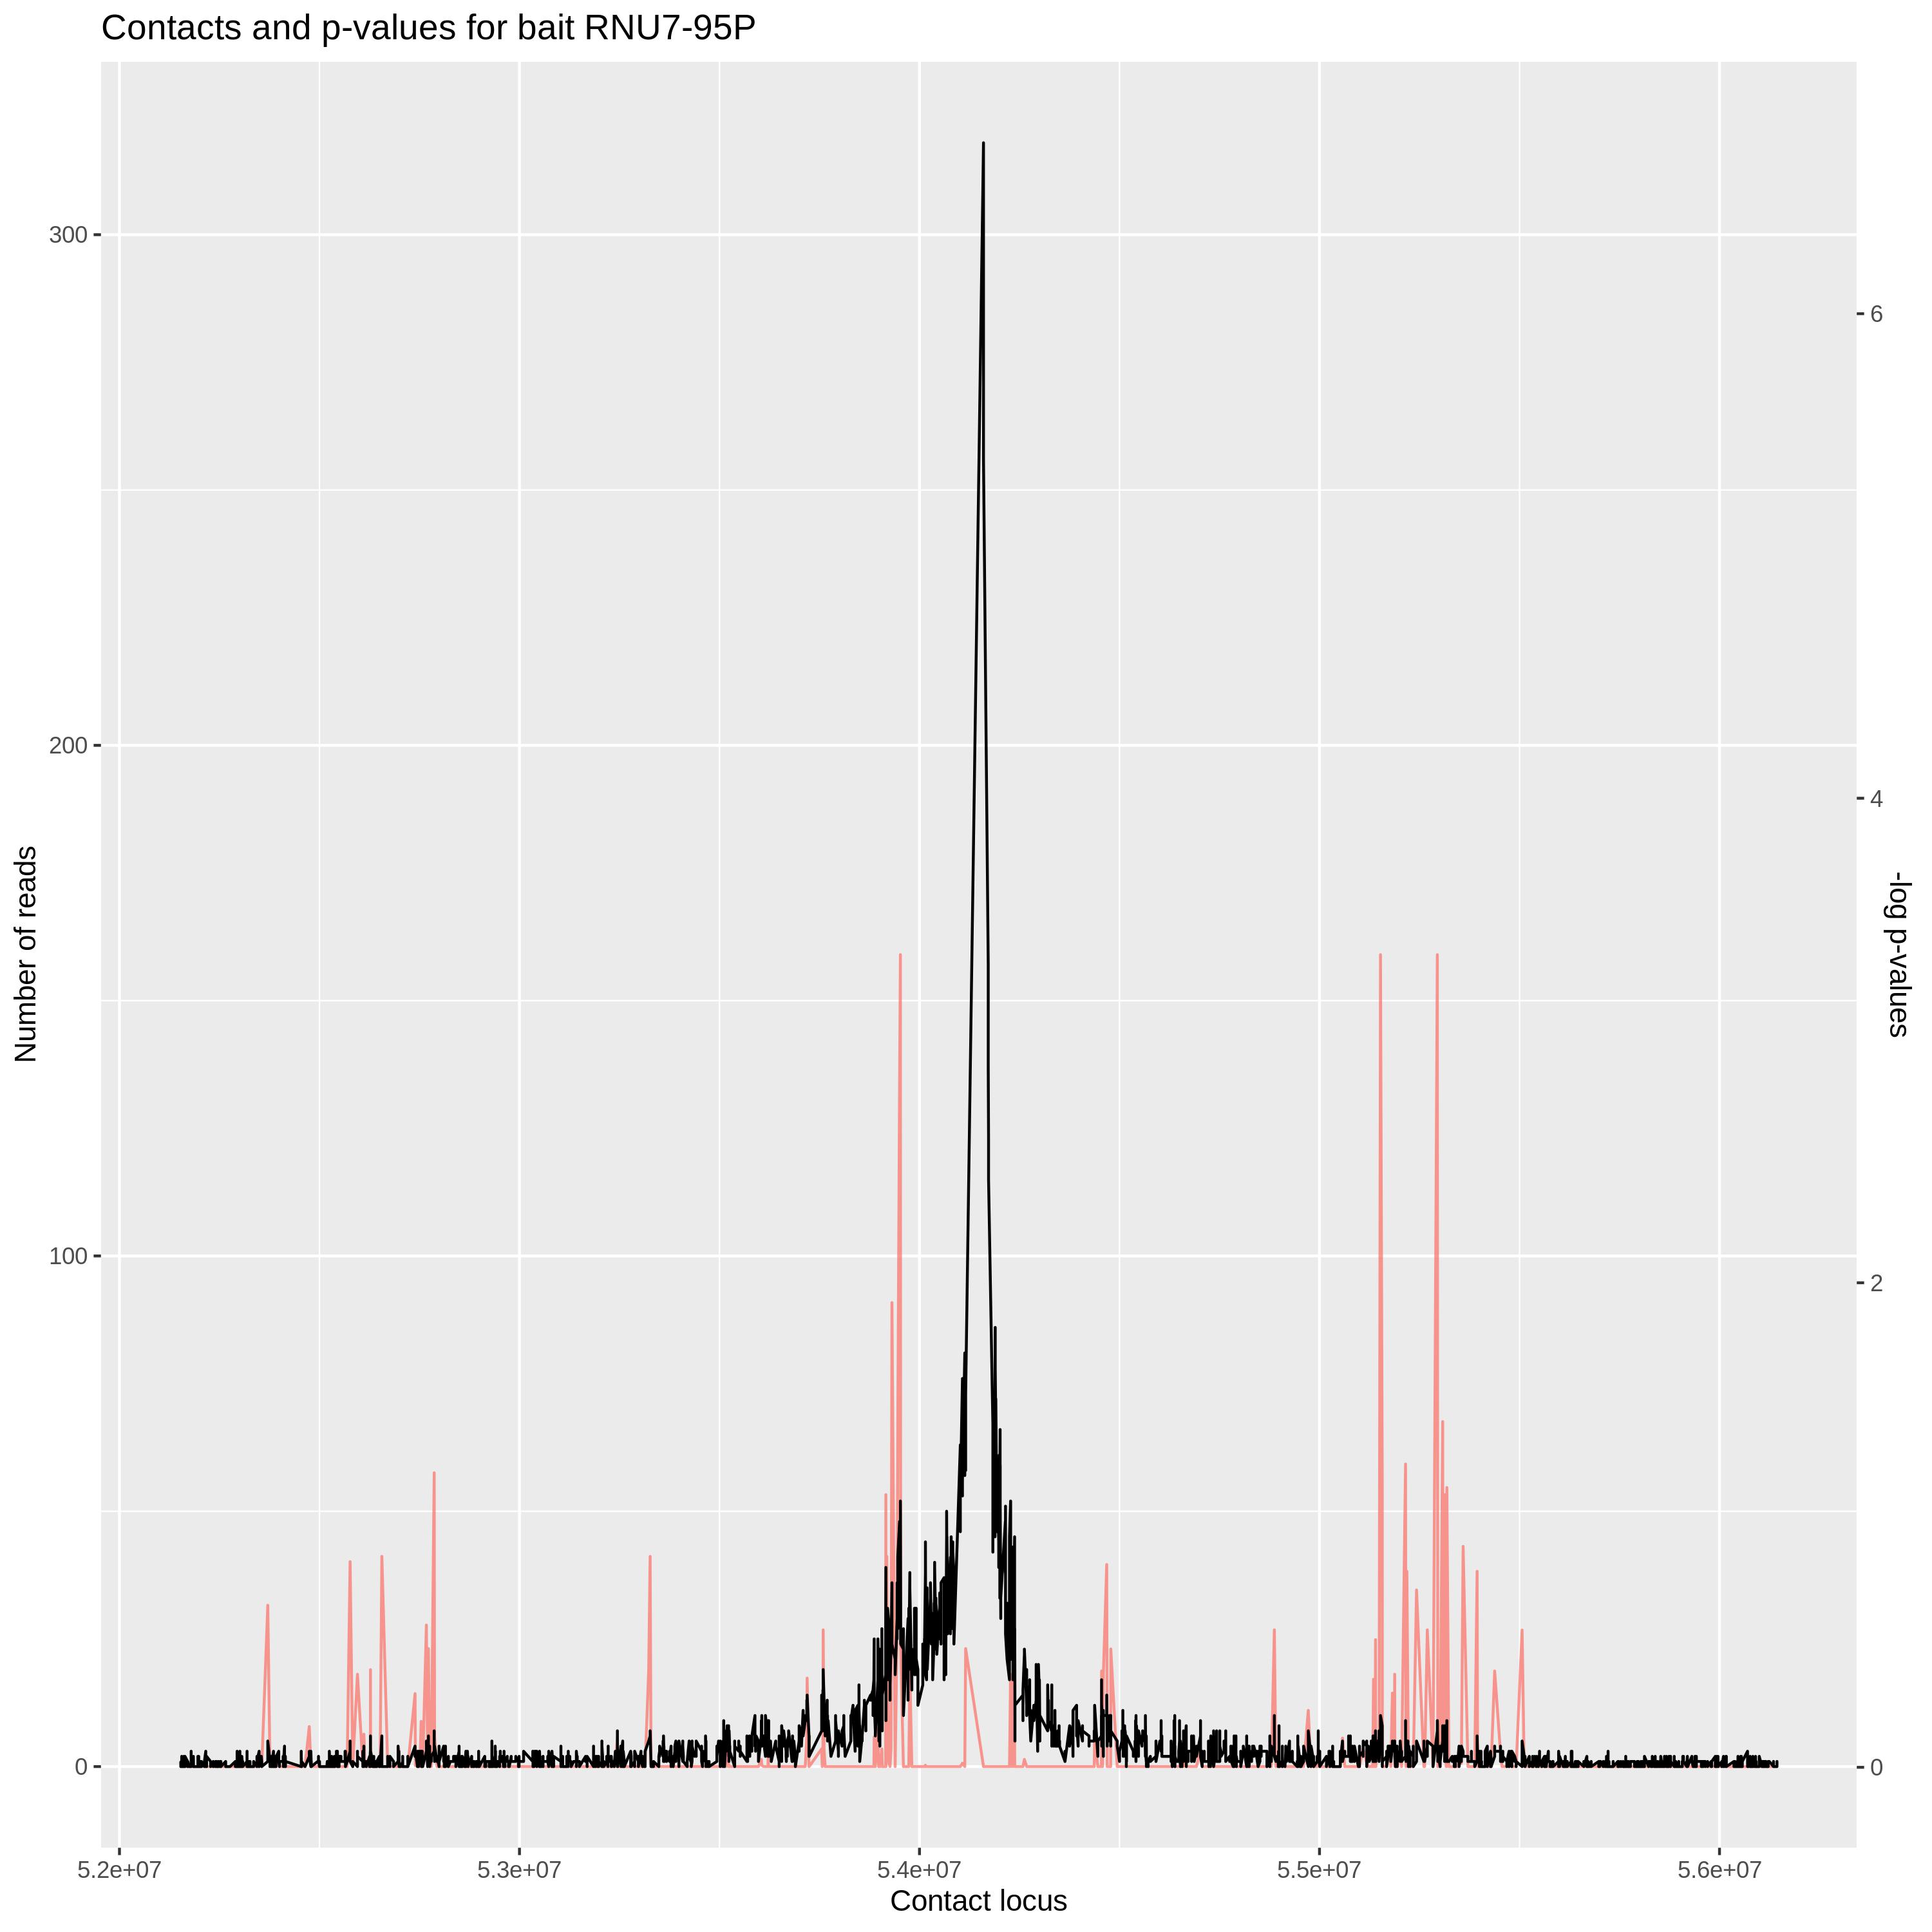 Contacts and p-values for bait RNU7-95P
300
200
100
0
Number of reads
6
4
2
0
-log p-values
5.2e+07
5.3e+07
5.4e+07
5.5e+07
5.6e+07
Contact locus